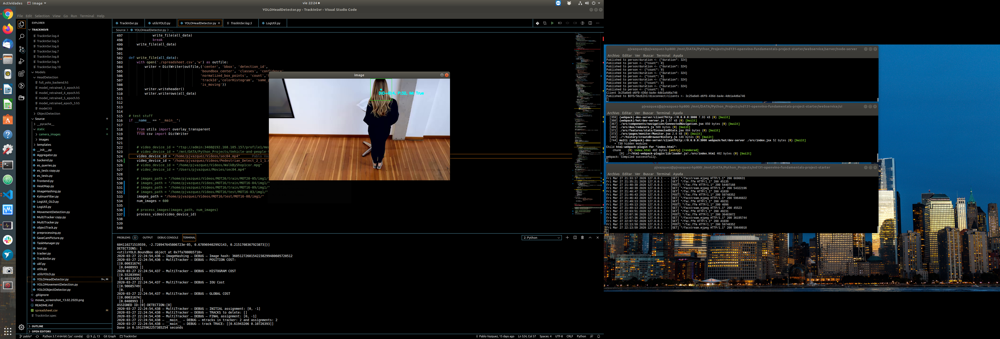 Actividades
Image
vie 22:24
YOLOHeadDetector.py - TrackInSvr - Visual Studio Code
File Edit Selection View Go Run Terminal Help
EXPLORER
TRACKINSVR
TrackInSvr.log.4
TrackInSvr.log.5
TrackInSvr.log.6
TrackInSvr.log.7
TrackInSvr.log.8
TrackInSvr.log.9
TrackInSvr.log.10
Models
HeadDetection
full_yolo_backend.h5
model_retrained_3_epoch.h5
model_retrained_4_epoch.h5
model_retrained_5_epoch.h5
model_retrained_epoch_3.h5
model.h5
ObjectDetection
Source
__pycache__
static
camera_images
images
templates
__init__.py
Aggregator.py
backend.py
es_queries.py
es_tests copy.py
es_tests.py
frontend.py
HeatMap.py
ImageHashing.py
KalmanFilter.py
LogUtil_OLD.py
LogUtil.py
MovementDetection.py
MultiTracker copy.py
MultiTracker.py
objectTrack.py
preprocessing.py
SaveCamPicture.py
TaskManager.py
test.py
tracker.py
TrackInSvr.py
ukf.py
utils.py
utilsYOLO.py
YOLOHeadDetector.py 9+, M
YOLOMovementDetection.py
YOLOObjectDetector.py
.gitignore
moves_screenshot_13.02.2020.png
README.md
spreadsheet.csv M
TrackInSvr.spec
OUTLINE
OPEN EDITORS
TrackInSvr.py utilsYOLO.py YOLOHeadDetector.py TrackInSvr.log.5 LogUtil.py
Source > YOLOHeadDetector.py > ...
497 write_file(all_data)
498 break
499 write_file(all_data)
500
501
502 def write_file(all_data):
503 with open('./spreadsheet.csv','w') as outfile:
504 writer = DictWriter(outfile,('center', 'bbox', 'detection_id',
505 'boundbox_center', 'classes', 'confidence'
506 'normalized_box_points', 'count',
507 'trackId','colorHistogram', 'same_p
508 'is_moving'))
509 writer.writeheader()
510 writer.writerows(all_data)
511
512
513
514
515 # test stuff
516 if __name__ == "__main__":
517
518 from utils import overlay_transparent
519 from csv import DictWriter
520
521
522 # video_device_id = "rtsp://admin:3468@192.168.105.157/profile1/med
523 # video_device_id = "/mnt/DATA/Python_Projects/Vehicle-and-people-t
524 video_device_id = "/home/pjvazquez/Videos/sec04.mp4" Pablo Vaz
525 video_device_id = "/home/pjvazquez/Videos/Pedestrian_Detect_2_1_1.m
526 # video_device_id = "/home/pjvazquez/Videos/WalkByShop1cor.mpg"
527 # video_device_id = "/Users/pjvazquez/Movies/sec04.mp4"
528
529 # images_path = "/home/pjvazquez/Videos/MOT20/train/MOT20-05/img1/"
530 # images_path = "/home/pjvazquez/Videos/MOT16/train/MOT16-04/img1/"
531 # images_path = "/home/pjvazquez/Videos/MOT16/train/MOT16-09/img1/"
532 # images_path = "/home/pjvazquez/Videos/MOT16/test/MOT16-03/img1/"
533 images_path = "/home/pjvazquez/Videos/MOT16/test/MOT16-08/img1/"
534 num_images = 600
535
536 # process_images(images_path, num_images)
537 process_video(video_device_id)
538
539
540
Image
D:0-ID:4, P:32, IM: True
PROBLEMS 22 OUTPUT DEBUG CONSOLE TERMINAL 2: Python
604110271519559, -2.728947645806723e-05, 0.678969402992143, 0.2151708367923873]}]
DETECTIONS: 1
<utilsYOLO.BoundBox object at 0x7fa7080b5710>
2020-03-27 22:24:54,436 — ImageHashing — DEBUG — Image hash: 36051272601542238299480605720512
2020-03-27 22:24:54,436 — MultiTracker — DEBUG — POSITION COST:
[[0.00031674]
[0.0408993 ]]
2020-03-27 22:24:54,437 — MultiTracker — DEBUG — HISTOGRAM COST
[[0.55283994]
[0.48153435]]
2020-03-27 22:24:54,437 — MultiTracker — DEBUG — IOU Cost
[[0.98685749]
[0. ]]
2020-03-27 22:24:54,437 — MultiTracker — DEBUG — GLOBAL COST
[[0.00031674]
[0.0408993 ]]
ASSIGNED ID:[0]-DETECTION:[0]
2020-03-27 22:24:54,438 — MultiTracker — DEBUG — INITIAL assignment: [0, -1]
2020-03-27 22:24:54,438 — MultiTracker — DEBUG — TRACKS to delete: []
2020-03-27 22:24:54,438 — MultiTracker — DEBUG — FINAL assignment: [0, -1]
2020-03-27 22:24:54,438 — __main__ — DEBUG — mtracks in tracker: 2 and assignments: 2
2020-03-27 22:24:54,438 — __main__ — DEBUG — track TRACE: [[0.61943206 0.10726393]]
Done in 0.19125962257385254 seconds
pablo* Python 3.7.4 64-bit ('ps': conda) 9 13 Git Graph TrackInSvr
Pablo Vazquez, 15 days ago Ln 524, Col 57 Spaces: 4 UTF-8 CRLF Python
pjvazquez@pjvazquez-hp800: /mnt/DATA/Python_Projects/nd131-openvino-fundamentals-project-starter/webservice/server/node-server
Archivo Editar Ver Buscar Terminal Ayuda
Published to person/duration <- {"duration": 324}
Published to person <- {"count": 0}
Published to person/duration <- {"duration": 324}
Published to person <- {"count": 0}
Published to person/duration <- {"duration": 324}
Published to person <- {"count": 0}
Published to person/duration <- {"duration": 324}
Published to person <- {"count": 0}
Published to person/duration <- {"duration": 324}
Published to person <- {"count": 0}
Client 3c25a6e8-d6f0-436d-ba4e-4db1a4d6a746
Published to $SYS/5bzEZnI/disconnect/clients <- 3c25a6e8-d6f0-436d-ba4e-4db1a4d6a746
pjvazquez@pjvazquez-hp800: /mnt/DATA/Python_Projects/nd131-openvino-fundamentals-project-starter/webservice/ui
Archivo Editar Ver Buscar Terminal Ayuda
[359] (webpack)-dev-server/client?http://0.0.0.0:3000 7.93 kB {0} [built]
[360] (webpack)/hot/dev-server.js 1.57 kB {0} [built]
[367] ./src/components/navigation/ConnectedNavigation.jsx 850 bytes {0} [built]
[369] ./src/dux/reducers.js 509 bytes {0} [built]
[371] ./src/features/stats/ConnectedStats.jsx 884 bytes {0} [built]
[373] ./src/pages/monitor/Monitor.jsx 2.6 kB {0} [built]
[443] ./~/history/createBrowserHistory.js 146 bytes {0} [built]
[744] multi (webpack)-dev-server/client?http://0.0.0.0:3000 webpack/hot/dev-server ./src/index.jsx 52 bytes {0} [built]
+ 730 hidden modules
Child html-webpack-plugin for "index.html":
chunk {0} index.html 402 bytes [entry] [rendered]
[0] ./~/html-webpack-plugin/lib/loader.js!./src/index.html 402 bytes {0} [built]
webpack: Compiled successfully.
pjvazquez@pjvazquez-hp800: /mnt/DATA/Python_Projects/nd131-openvino-fundamentals-project-starter
Archivo Editar Ver Buscar Terminal Ayuda
Fri Mar 27 21:33:17 2020 127.0.0.1 - - [GET] "/facstream.mjpeg HTTP/1.1" 200 6690631
Fri Mar 27 21:35:21 2020 127.0.0.1 - - [GET] "/fac.ffm HTTP/1.1" 200 45135
Fri Mar 27 21:40:39 2020 127.0.0.1 - - [POST] "/fac.ffm HTTP/1.1" 200 54407168
Fri Mar 27 21:40:39 2020 127.0.0.1 - - [GET] "/facstream.mjpeg HTTP/1.1" 200 54322196
Fri Mar 27 21:40:47 2020 127.0.0.1 - - [GET] "/fac.ffm HTTP/1.1" 200 41039
Fri Mar 27 21:46:43 2020 127.0.0.1 - - [POST] "/fac.ffm HTTP/1.1" 200 59748352
Fri Mar 27 21:46:43 2020 127.0.0.1 - - [GET] "/facstream.mjpeg HTTP/1.1" 200 59646822
Fri Mar 27 21:49:13 2020 127.0.0.1 - - [GET] "/fac.ffm HTTP/1.1" 200 49231
Fri Mar 27 21:49:13 2020 127.0.0.1 - - [POST] "/fac.ffm HTTP/1.1" 200 4096
Fri Mar 27 21:49:13 2020 127.0.0.1 - - [GET] "/facstream.mjpeg HTTP/1.1" 200 45523
Fri Mar 27 22:03:51 2020 127.0.0.1 - - [GET] "/fac.ffm HTTP/1.1" 200 49231
Fri Mar 27 22:07:36 2020 127.0.0.1 - - [POST] "/fac.ffm HTTP/1.1" 200 36483072
Fri Mar 27 22:07:36 2020 127.0.0.1 - - [GET] "/facstream.mjpeg HTTP/1.1" 200 36195744
Fri Mar 27 22:07:52 2020 127.0.0.1 - - [GET] "/fac.ffm HTTP/1.1" 200 41039
Fri Mar 27 22:13:59 2020 127.0.0.1 - - [POST] "/fac.ffm HTTP/1.1" 200 59748352
Fri Mar 27 22:13:59 2020 127.0.0.1 - - [GET] "/facstream.mjpeg HTTP/1.1" 200 59648018